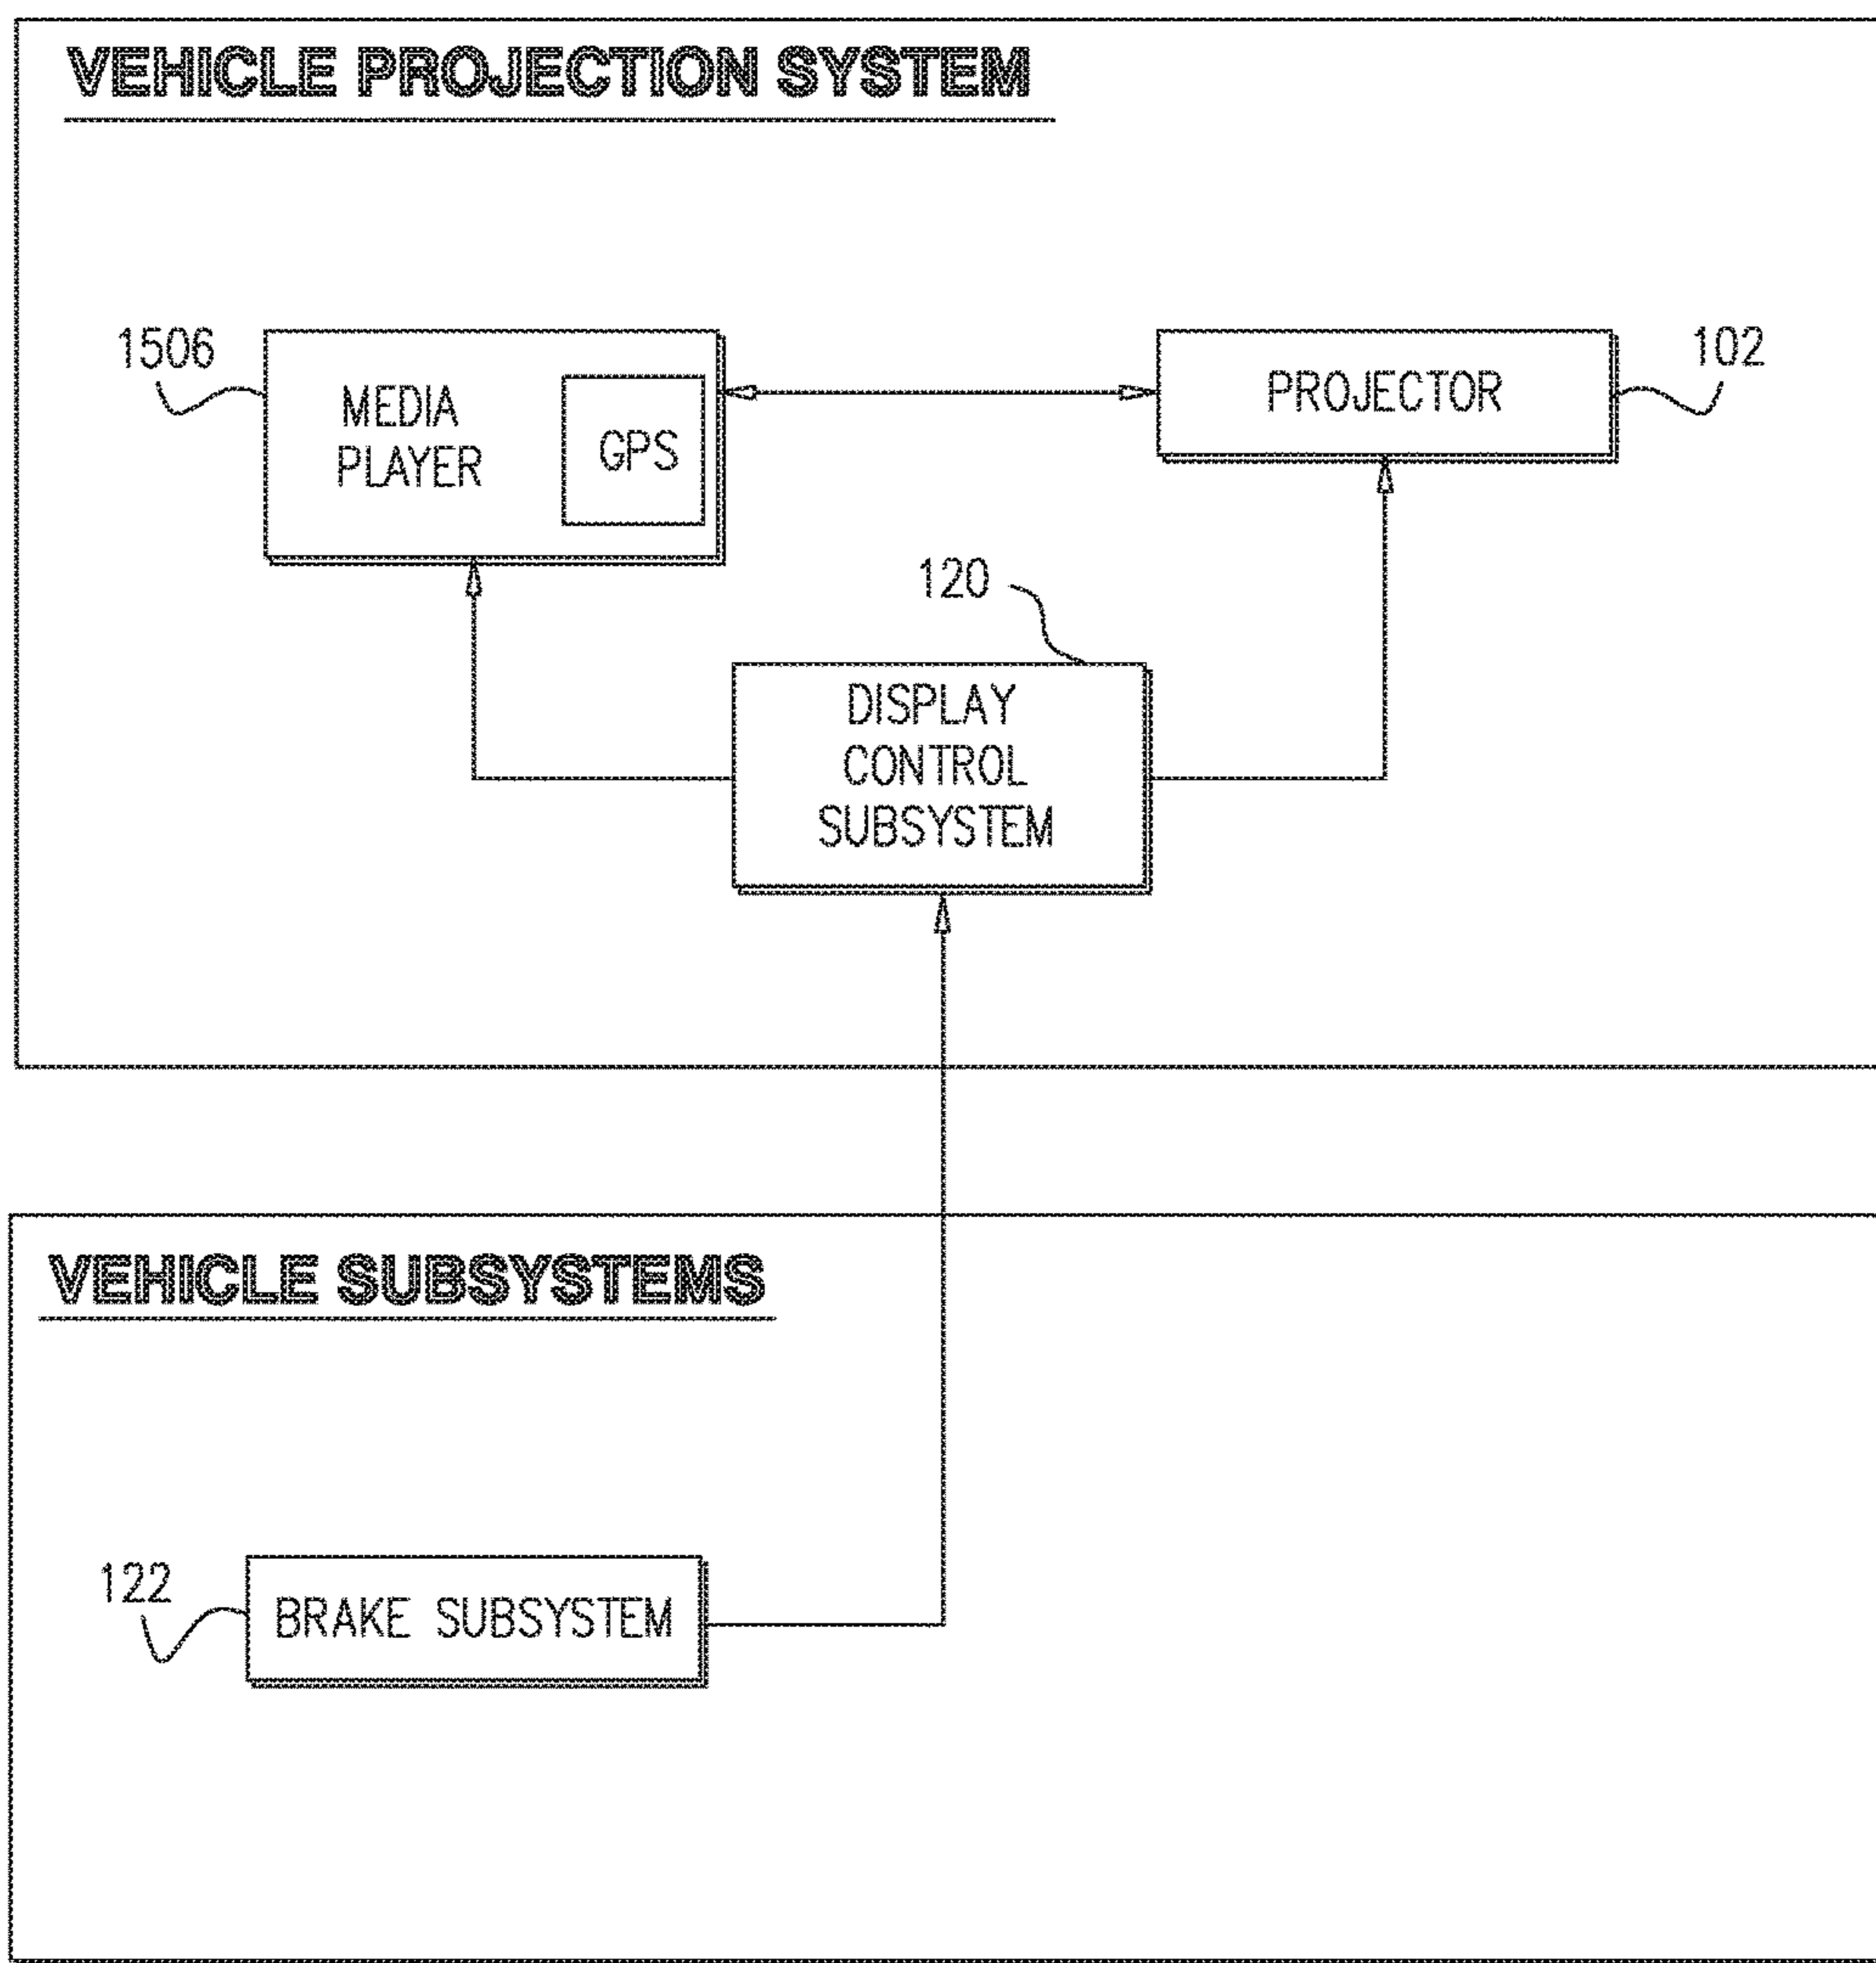 VEHICLE PROJECTION SYSTEM
1506
MEDIA
PLAYER
GPS
PROJECTOR
102
120
DISPLAY
CONTROL
SUBSYSTEM
VEHICLE SUBSYSTEMS
122
BRAKE SUBSYSTEM